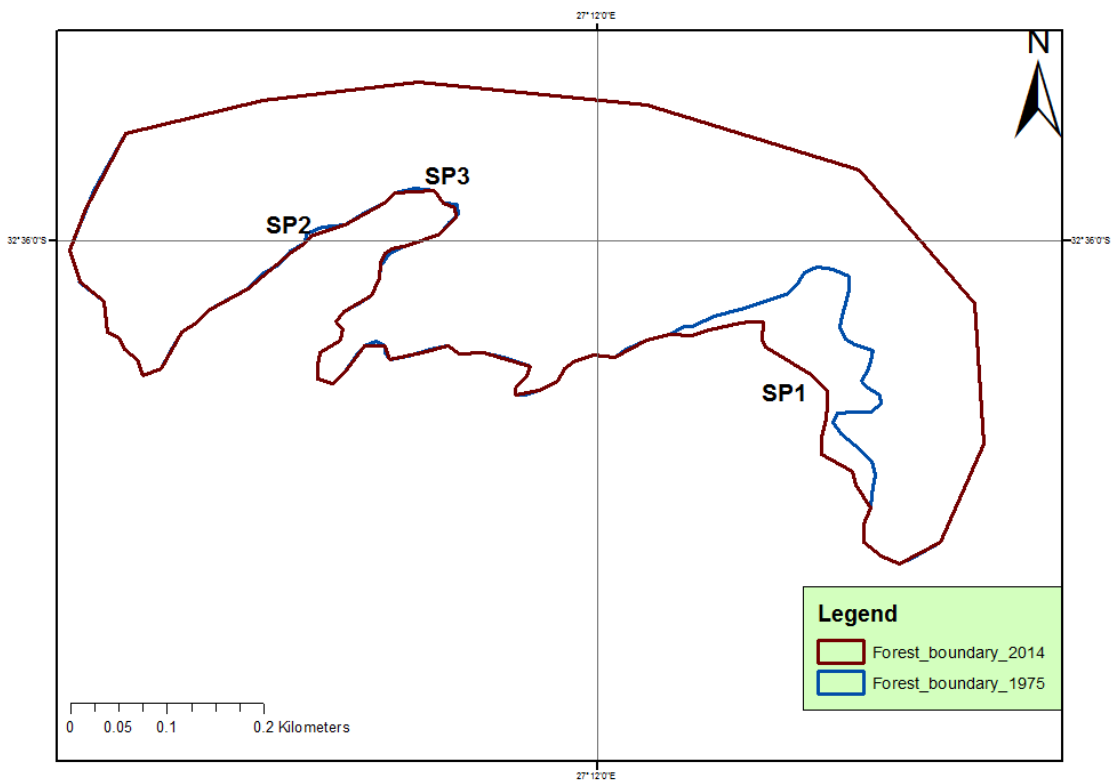 27°12'0"E
N
SP3
SP2
32°36'0"S
32°36'0"S
SP1
Legend
Forest_boundary_2014
Forest_boundary_1975
0 0.05 0.1 0.2 Kilometers
27°12'0"E